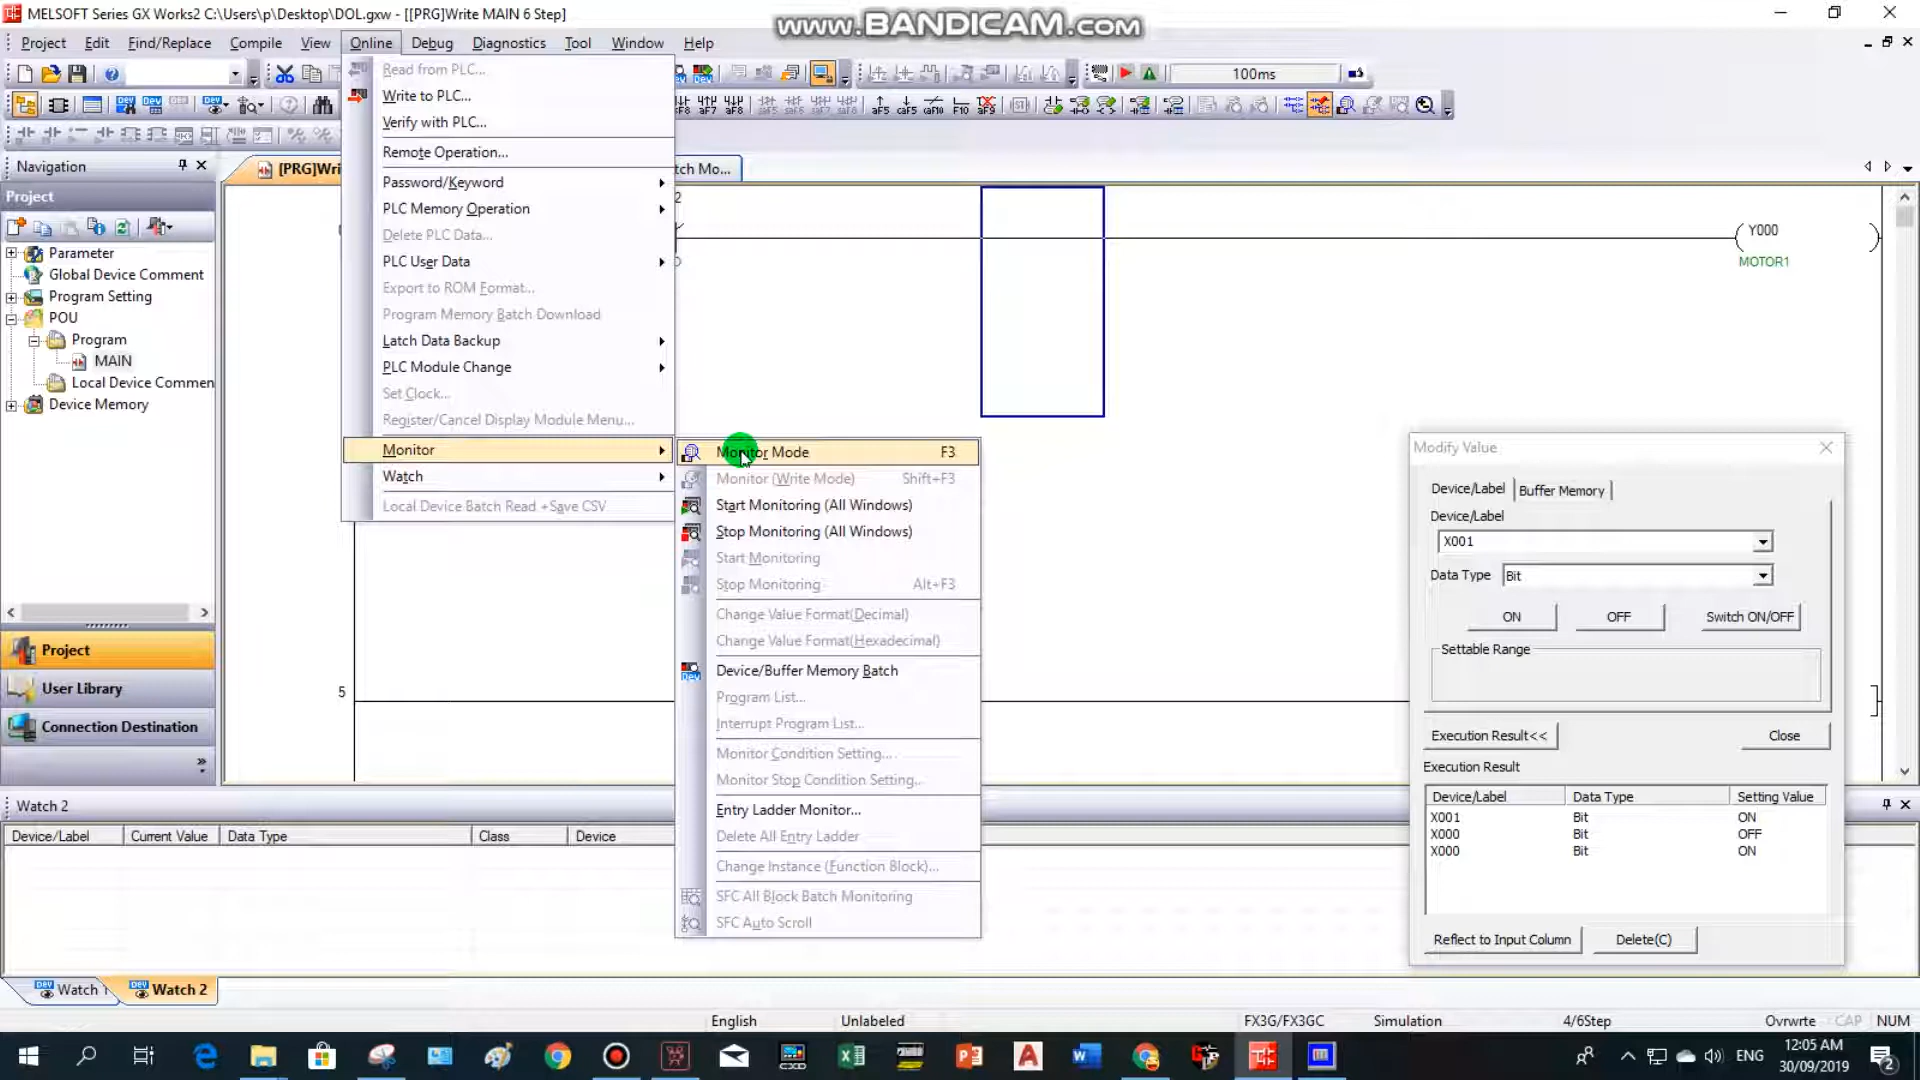 MELSOFT Series GX Works2 C:\Users\p\Desktop\DOL.gxw - [[PRG]Write MAIN 6 Step]
www.BANDICAM.com
Project Edit Find/Replace Compile View Online Debug Diagnostics Tool Window Help
100ms
Navigation
[PRG]Wri
tch Mo...
Project
Parameter
Global Device Comment
Program Setting
POU
Program
MAIN
Local Device Commen
Device Memory
Project
User Library
Connection Destination
Read from PLC...
Write to PLC...
Verify with PLC...
Remote Operation...
Password/Keyword
PLC Memory Operation
Delete PLC Data...
PLC User Data
Export to ROM Format...
Program Memory Batch Download
Latch Data Backup
PLC Module Change
Set Clock...
Register/Cancel Display Module Menu...
Monitor
Watch
Local Device Batch Read +Save CSV
Monitor Mode F3
Monitor (Write Mode) Shift+F3
Start Monitoring (All Windows)
Stop Monitoring (All Windows)
Start Monitoring
Stop Monitoring Alt+F3
Change Value Format(Decimal)
Change Value Format(Hexadecimal)
Device/Buffer Memory Batch
Program List...
Interrupt Program List...
Monitor Condition Setting...
Monitor Stop Condition Setting...
Entry Ladder Monitor...
Delete All Entry Ladder
Change Instance (Function Block)...
SFC All Block Batch Monitoring
SFC Auto Scroll
2
Y000
MOTOR1
5
Modify Value
Device/Label Buffer Memory
Device/Label
X001
Data Type Bit
ON OFF Switch ON/OFF
Settable Range
Execution Result<< Close
Execution Result
Device/Label Data Type Setting Value
X001 Bit ON
X000 Bit OFF
X000 Bit ON
Reflect to Input Column Delete(C)
Watch 2
Device/Label Current Value Data Type Class Device
Watch 1 Watch 2
English Unlabeled FX3G/FX3GC Simulation 4/6Step Ovrwrte CAP NUM
ENG 12:05 AM
30/09/2019
2